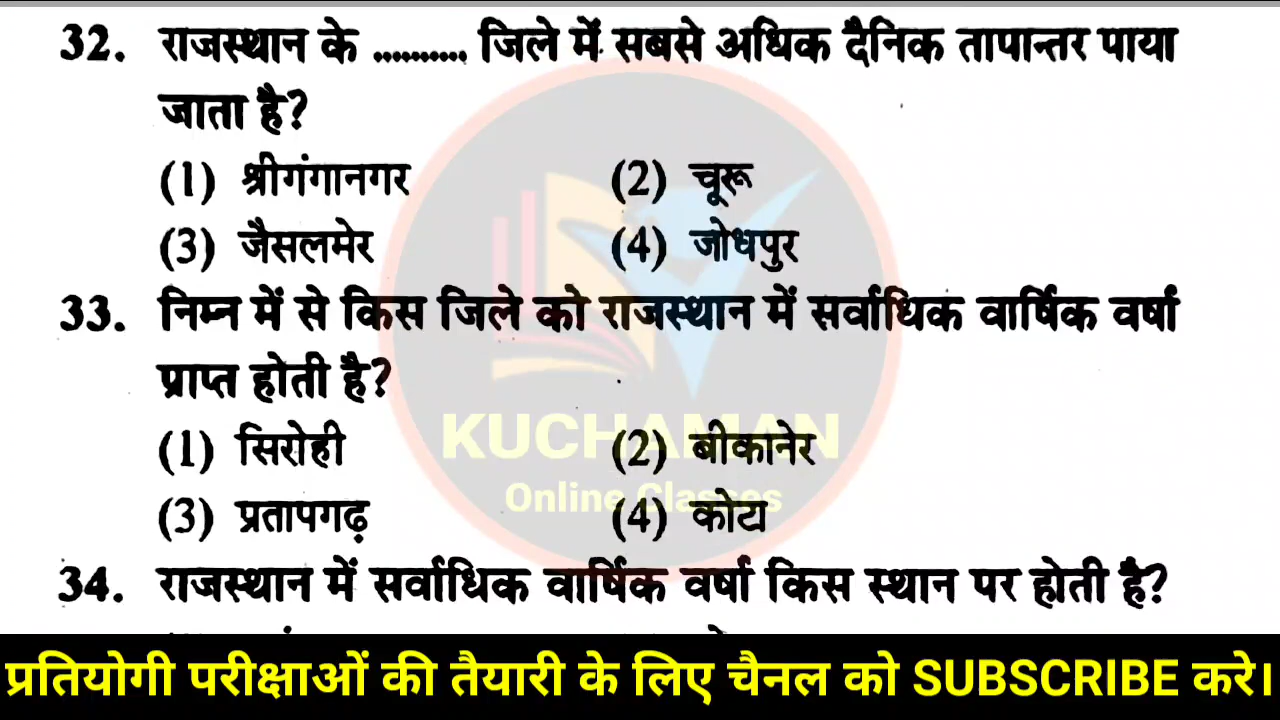 32. राजस्थान के .......... जिले में सबसे अधिक दैनिक तापान्तर पाया
जाता है?
(1) श्रीगंगानगर (2) चूरू
(3) जैसलमेर (4) जोधपुर
33. निम्न में से किस जिले को राजस्थान में सर्वाधिक वार्षिक वर्षा
प्राप्त होती है?
(1) सिरोही (2) बीकानेर
(3) प्रतापगढ़ (4) कोटा
KUCHAMAN
Online Classes
34. राजस्थान में सर्वाधिक वार्षिक वर्षा किस स्थान पर होती है?
प्रतियोगी परीक्षाओं की तैयारी के लिए चैनल को SUBSCRIBE करे।